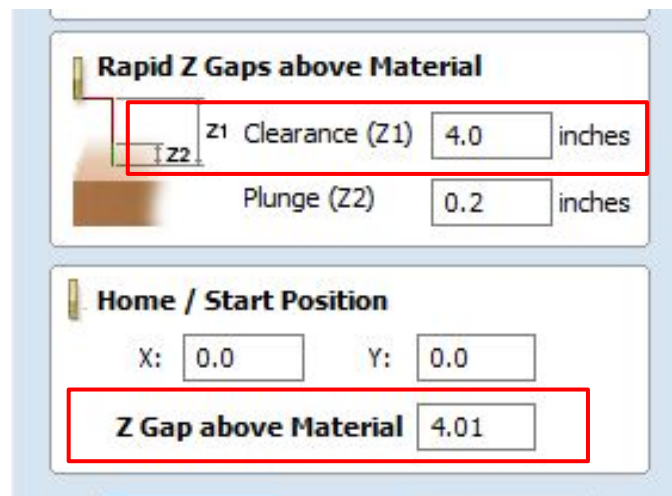 Rapid Z Gaps above Material
Z1 Clearance (Z1) 4.0 inches
Z2
Plunge (Z2) 0.2 inches
Home / Start Position
X: 0.0 Y: 0.0
Z Gap above Material 4.01